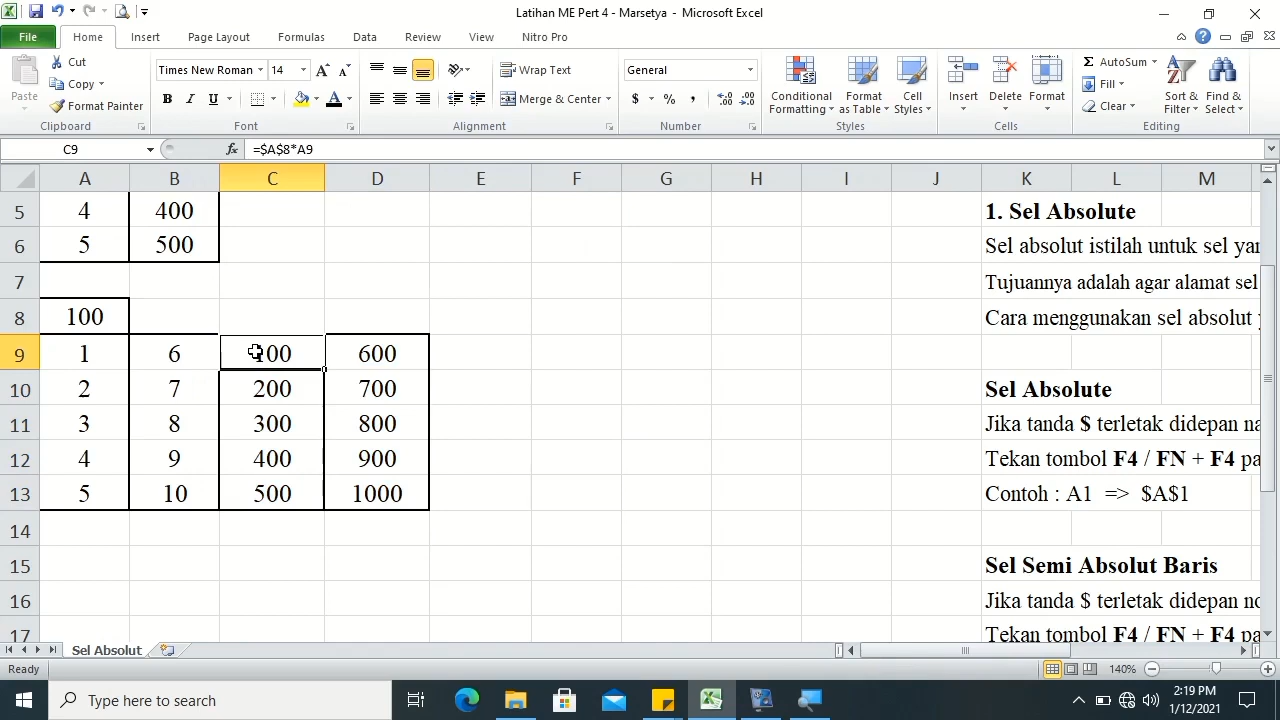 Latihan ME Pert 4 - Marsetya - Microsoft Excel
File Home Insert Page Layout Formulas Data Review View Nitro Pro
Paste
Cut
Copy
Format Painter
Clipboard
Times New Roman 14
B I U
Font
Wrap Text
Merge & Center
Alignment
General
$ % ,
Number
Conditional Formatting
Format as Table
Cell Styles
Styles
Insert Delete Format
Cells
Σ AutoSum
Fill
Clear
Sort & Filter
Find & Select
Editing
C9 fx =$A$8*A9
A B C D E F G H I J K L M
5 4 400 1. Sel Absolute
6 5 500 Sel absolut istilah untuk sel yan
7 Tujuannya adalah agar alamat sel
8 100 Cara menggunakan sel absolut y
9 1 6 100 600
10 2 7 200 700 Sel Absolute
11 3 8 300 800 Jika tanda $ terletak didepan na
12 4 9 400 900 Tekan tombol F4 / FN + F4 pa
13 5 10 500 1000 Contoh : A1 => $A$1
14
15 Sel Semi Absolut Baris
16 Jika tanda $ terletak didepan no
17 Tekan tombol F4 / FN + F4 pa
Sel Absolut
Ready 140%
Type here to search
2:19 PM
1/12/2021